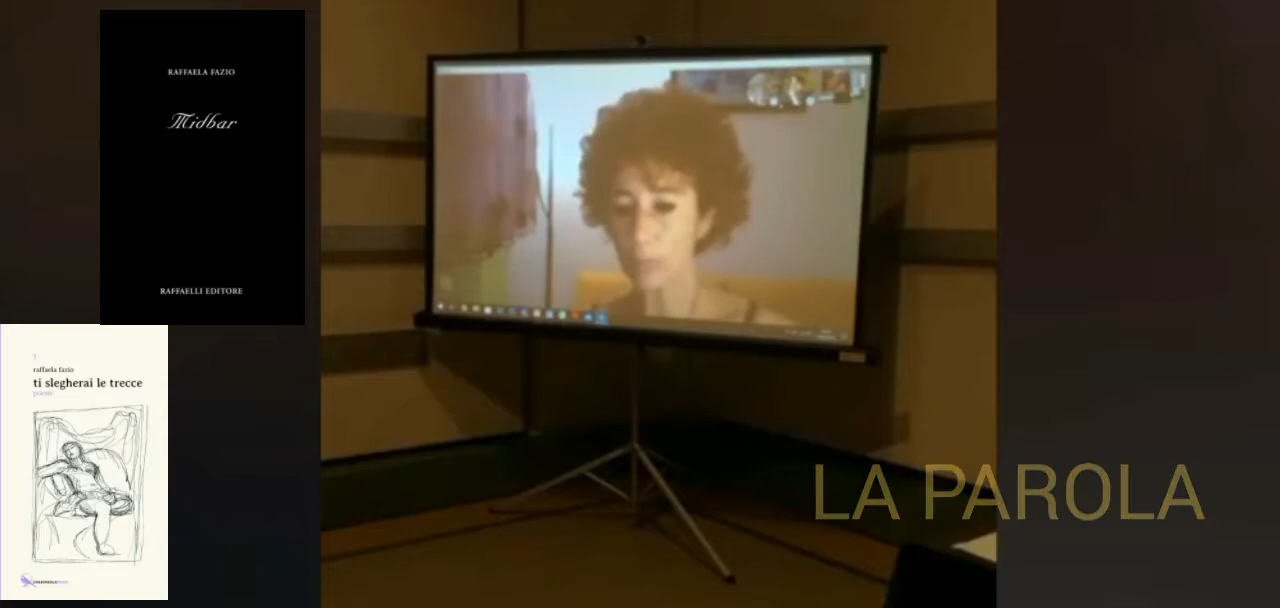 RAFFAELA FAZIO
Midbar
RAFFAELLI EDITORE
raffaela fazio
ti slegherai le trecce
poesie
LA PAROLA